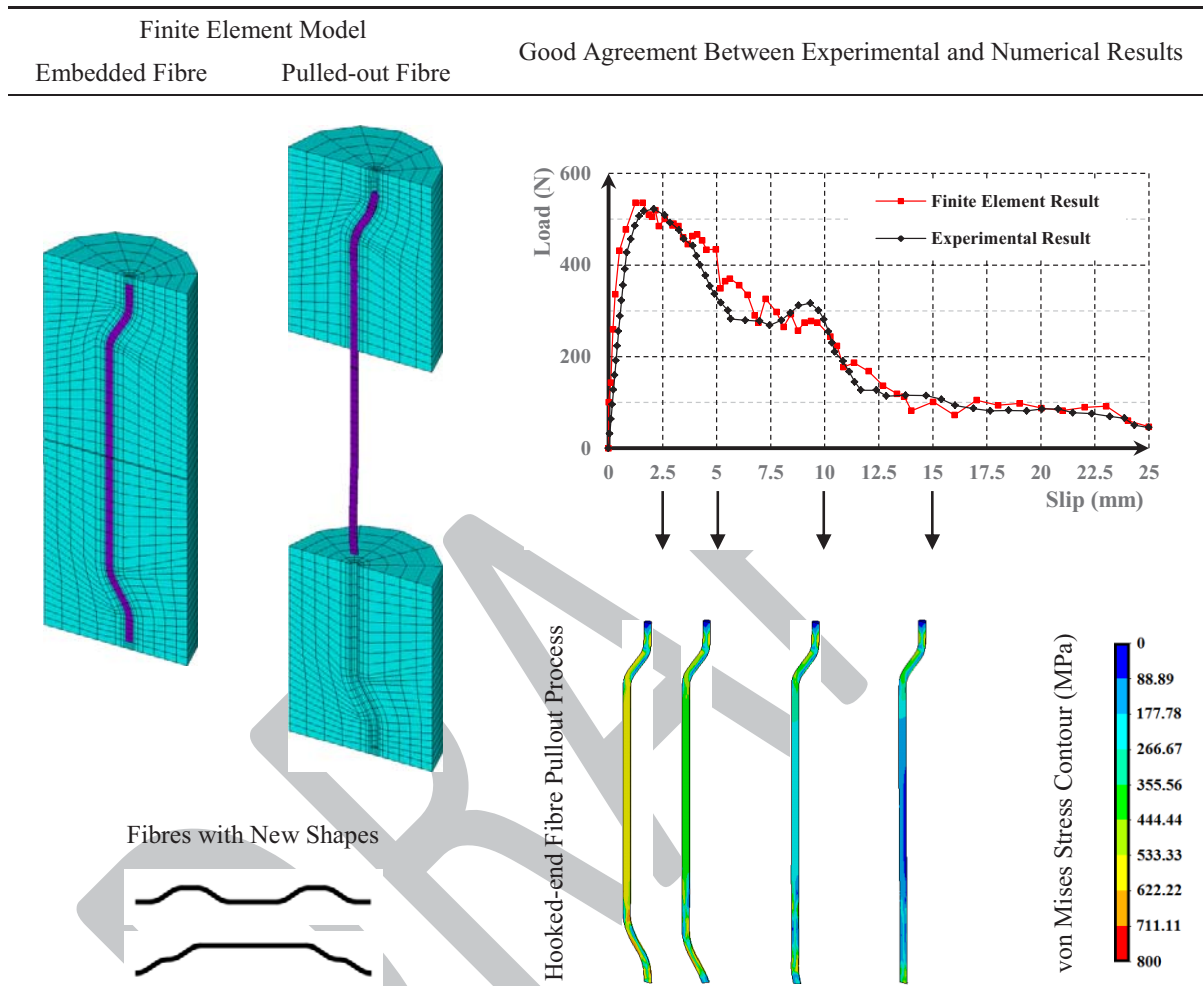 Finite Element Model
Embedded Fibre Pulled-out Fibre
Good Agreement Between Experimental and Numerical Results
600
400
200
0
Load (N)
Finite Element Result
Experimental Result
0 2.5 5 7.5 10 12.5 15 17.5 20 22.5 25
Slip (mm)
Hooked-end Fibre Pullout Process
von Mises Stress Contour (MPa)
0
88.89
177.78
266.67
355.56
444.44
533.33
622.22
711.11
800
Fibres with New Shapes